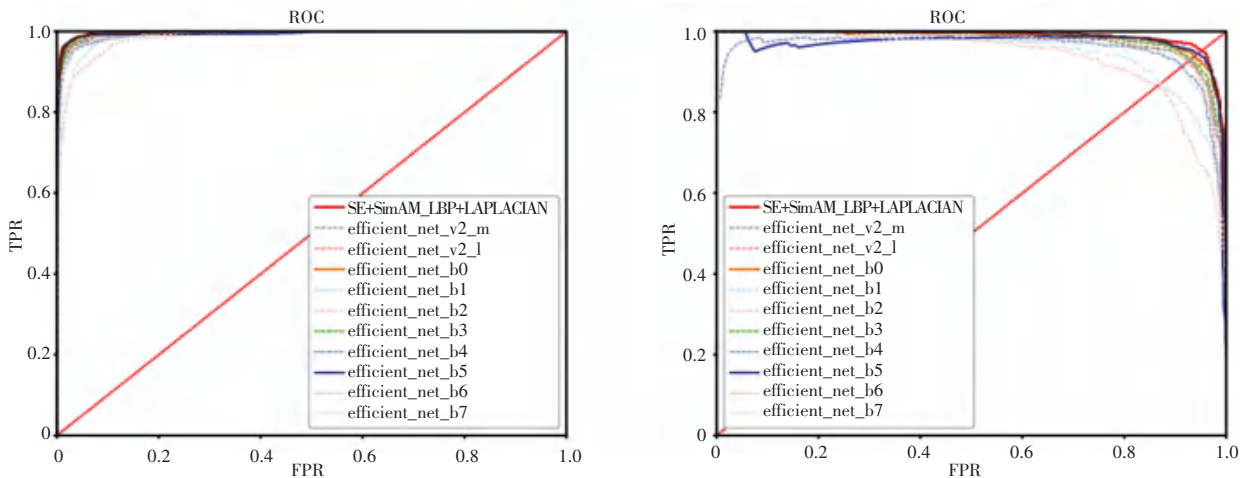 ROC
1.0
0.8
0.6
0.4
0.2
0
TPR
SE+SimAM_LBP+LAPLACIAN
efficient_net_v2_m
efficient_net_v2_l
efficient_net_b0
efficient_net_b1
efficient_net_b2
efficient_net_b3
efficient_net_b4
efficient_net_b5
efficient_net_b6
efficient_net_b7
0 0.2 0.4 0.6 0.8 1.0
FPR
ROC
1.0
0.8
0.6
0.4
0.2
0
TPR
SE+SimAM_LBP+LAPLACIAN
efficient_net_v2_m
efficient_net_v2_l
efficient_net_b0
efficient_net_b1
efficient_net_b2
efficient_net_b3
efficient_net_b4
efficient_net_b5
efficient_net_b6
efficient_net_b7
0 0.2 0.4 0.6 0.8 1.0
FPR